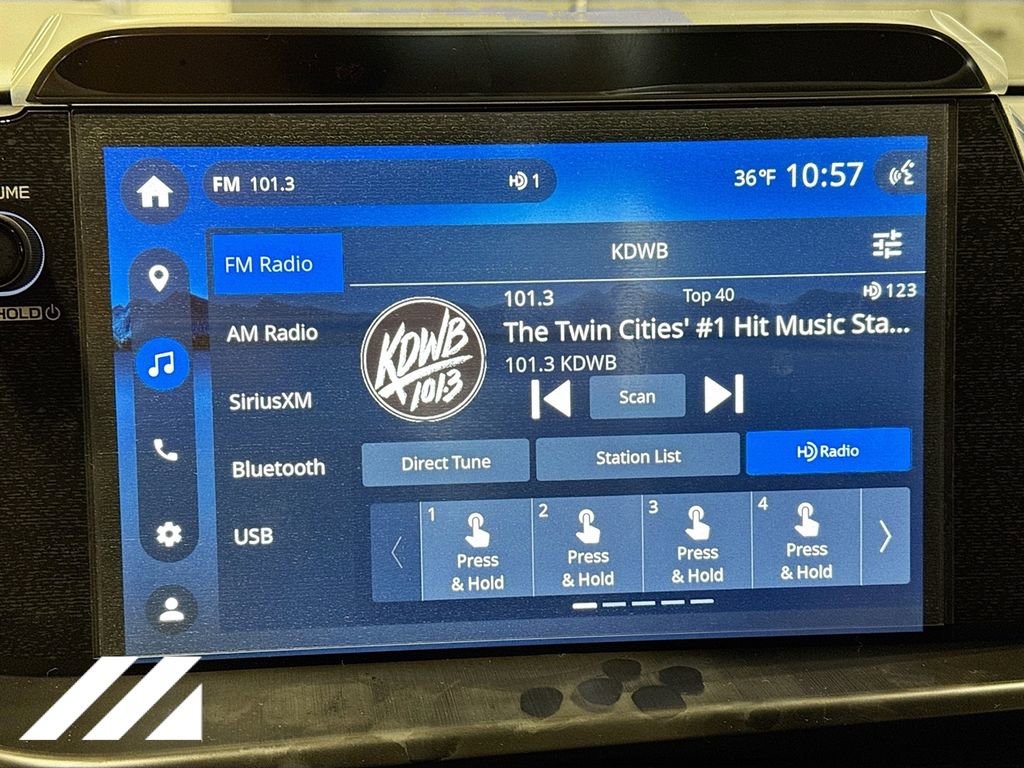 FM 101.3 HD 1
36°F 10:57
UME
FM Radio
KDWB
101.3 Top 40 HD 123
AM Radio
KDWB
101.3
The Twin Cities' #1 Hit Music Sta...
101.3 KDWB
SiriusXM
Scan
HOLD
Direct Tune Station List HD Radio
Bluetooth
1 2 3 4
USB
Press & Hold
Press & Hold
Press & Hold
Press & Hold